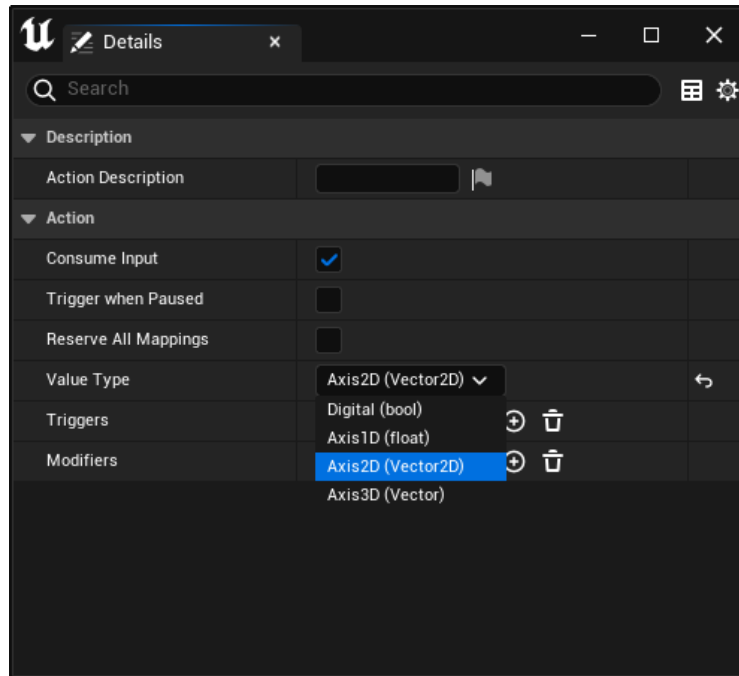 Details
Search
Description
Action Description
Action
Consume Input
Trigger when Paused
Reserve All Mappings
Value Type Axis2D (Vector2D)
Digital (bool)
Triggers
Axis1D (float)
Modifiers Axis2D (Vector2D)
Axis3D (Vector)